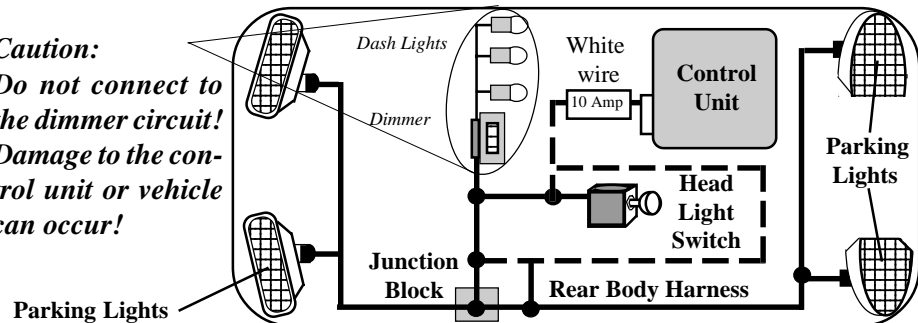 Caution:
Do not connect to
the dimmer circuit!
Damage to the con-
trol unit or vehicle
can occur!
Dash Lights
Dimmer
White
wire
10 Amp
Control
Unit
Parking
Lights
Head
Light
Switch
Junction
Block
Rear Body Harness
Parking Lights